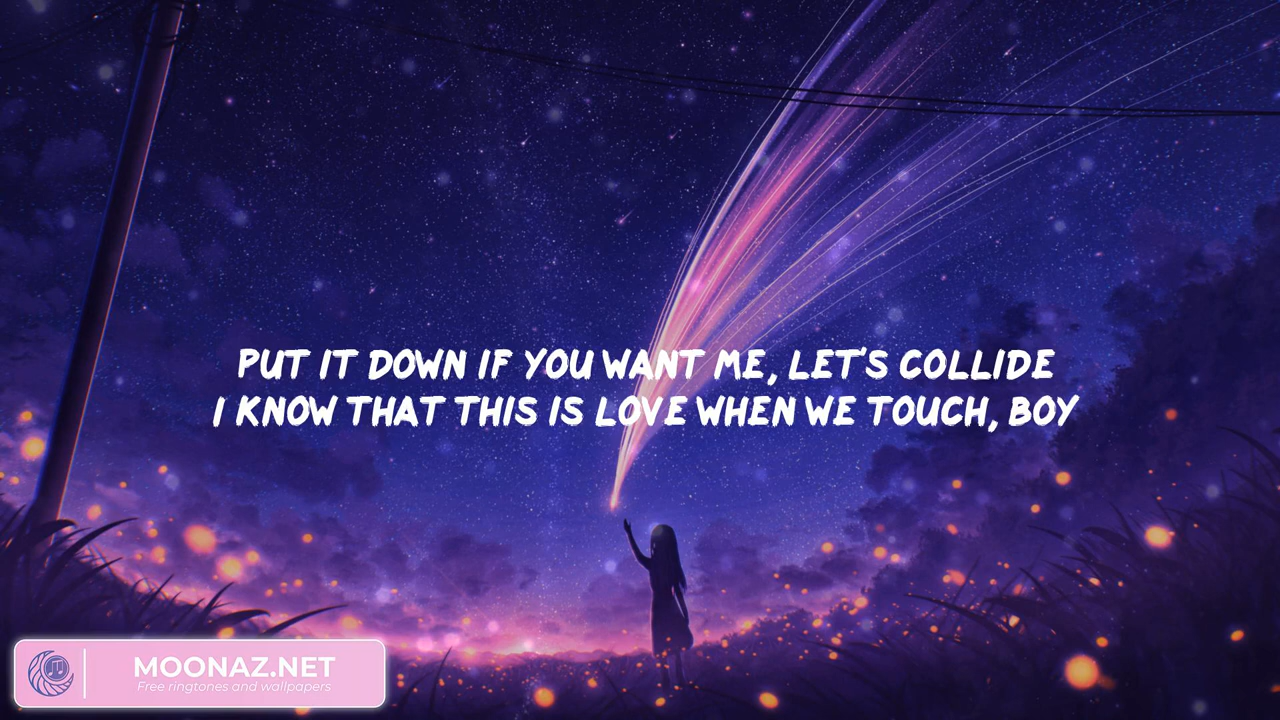 PUT IT DOWN IF YOU WANT ME, LET'S COLLIDE
I KNOW THAT THIS IS LOVE WHEN WE TOUCH, BOY
MOONAZ.NET
Free ringtones and wallpapers